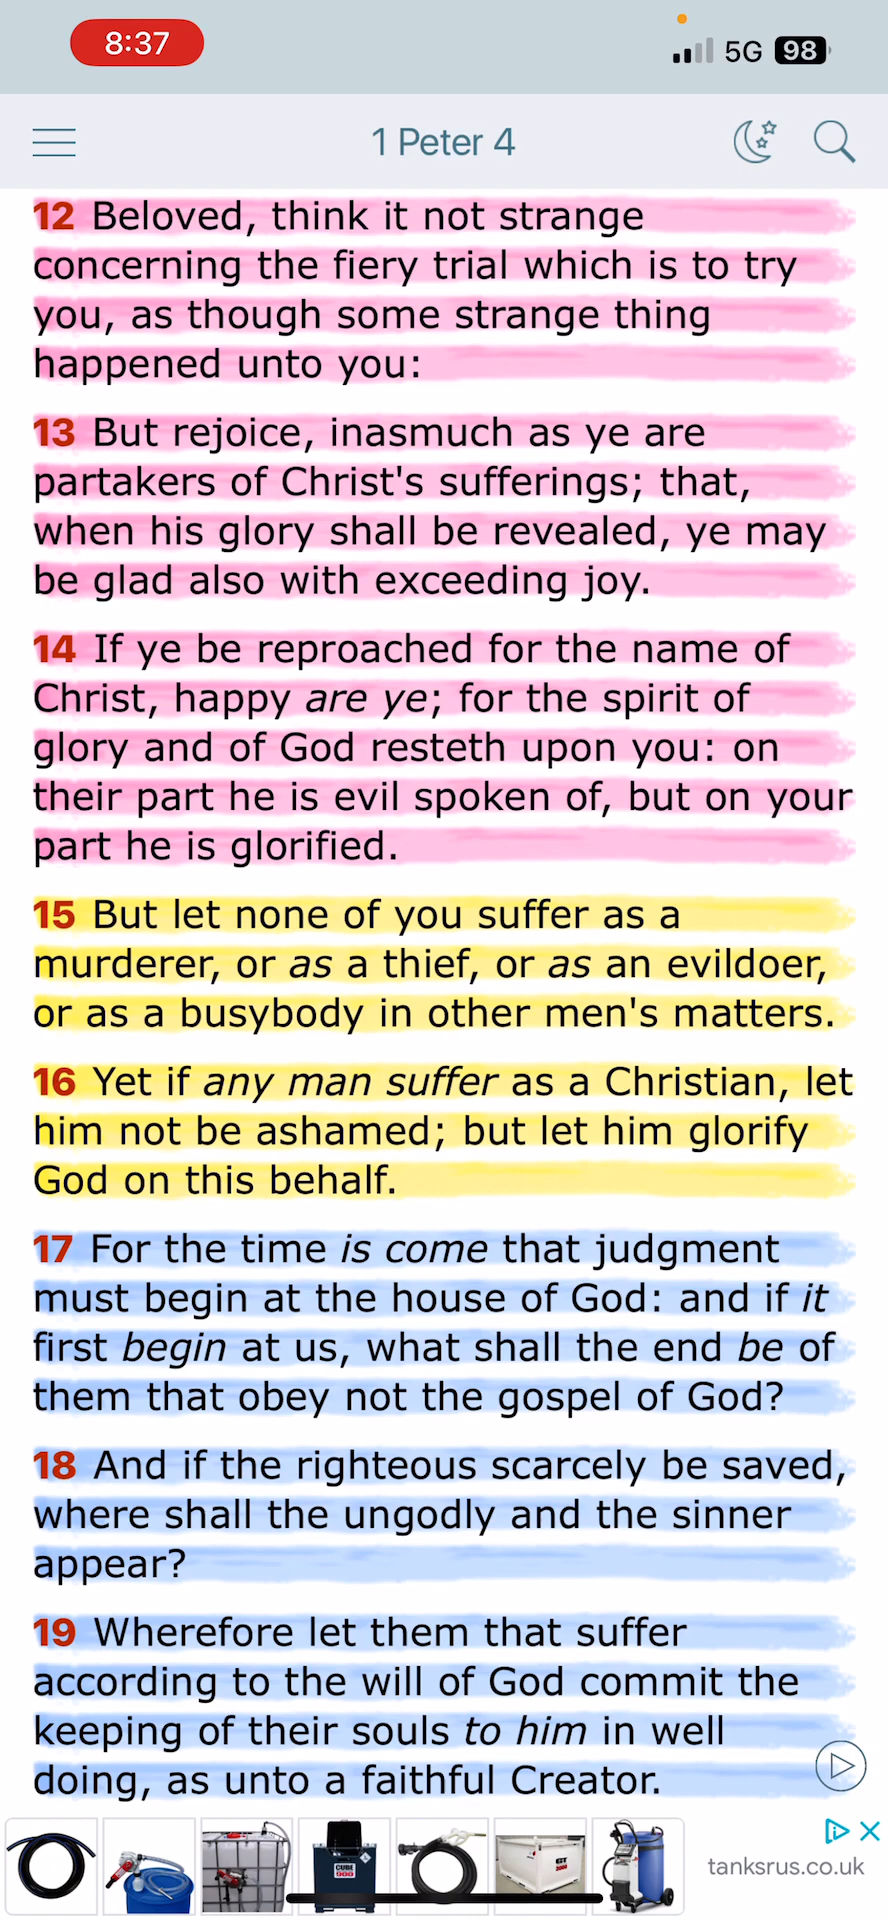 8:37
5G 98
1 Peter 4
12 Beloved, think it not strange
concerning the fiery trial which is to try
you, as though some strange thing
happened unto you:
13 But rejoice, inasmuch as ye are
partakers of Christ's sufferings; that,
when his glory shall be revealed, ye may
be glad also with exceeding joy.
14 If ye be reproached for the name of
Christ, happy are ye; for the spirit of
glory and of God resteth upon you: on
their part he is evil spoken of, but on your
part he is glorified.
15 But let none of you suffer as a
murderer, or as a thief, or as an evildoer,
or as a busybody in other men's matters.
16 Yet if any man suffer as a Christian, let
him not be ashamed; but let him glorify
God on this behalf.
17 For the time is come that judgment
must begin at the house of God: and if it
first begin at us, what shall the end be of
them that obey not the gospel of God?
18 And if the righteous scarcely be saved,
where shall the ungodly and the sinner
appear?
19 Wherefore let them that suffer
according to the will of God commit the
keeping of their souls to him in well
doing, as unto a faithful Creator.
CUBE
GT
tanksrus.co.uk